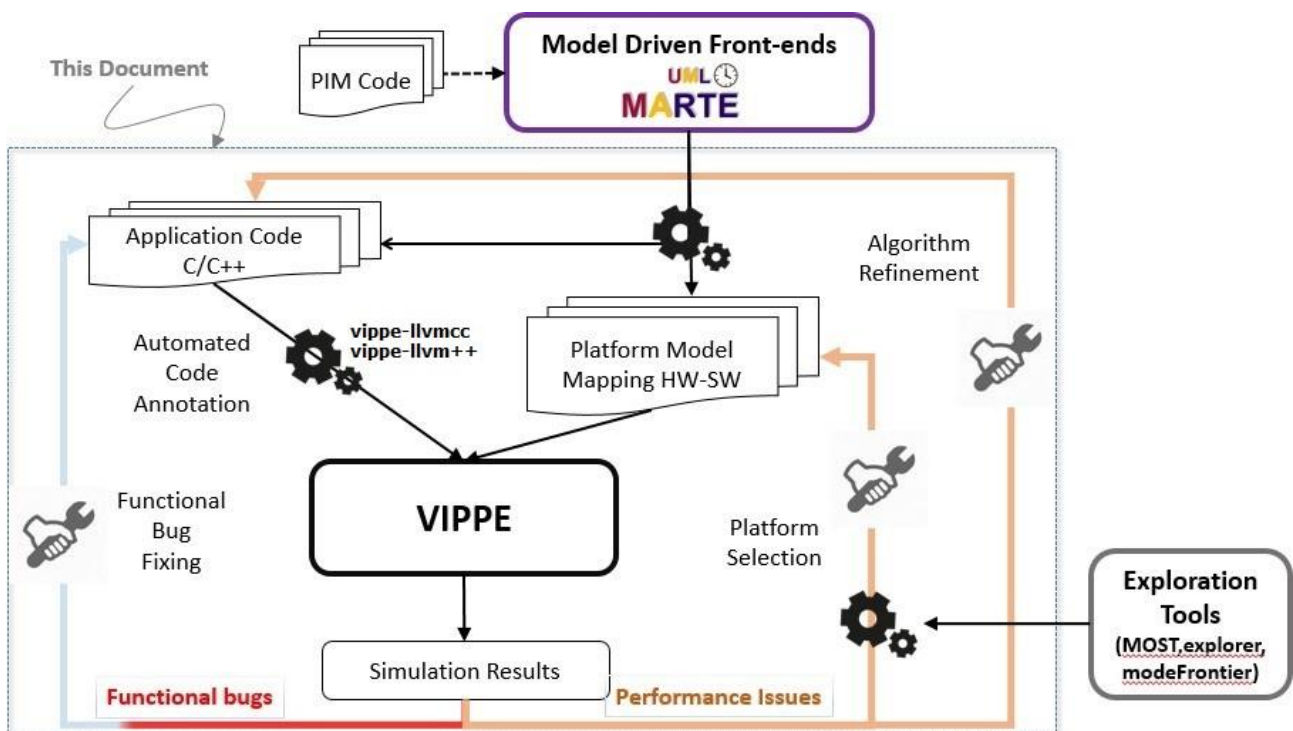 Model Driven Front-ends
UML
MARTE
PIM Code
This Document
Application Code
C/C++
Algorithm
Refinement
vippe-llvmcc
vippe-llvm++
Automated
Code
Annotation
Platform Model
Mapping HW-SW
VIPPE
Functional
Bug
Fixing
Platform
Selection
Exploration
Tools
(MOST,explorer,
modeFrontier)
Simulation Results
Functional bugs
Performance Issues